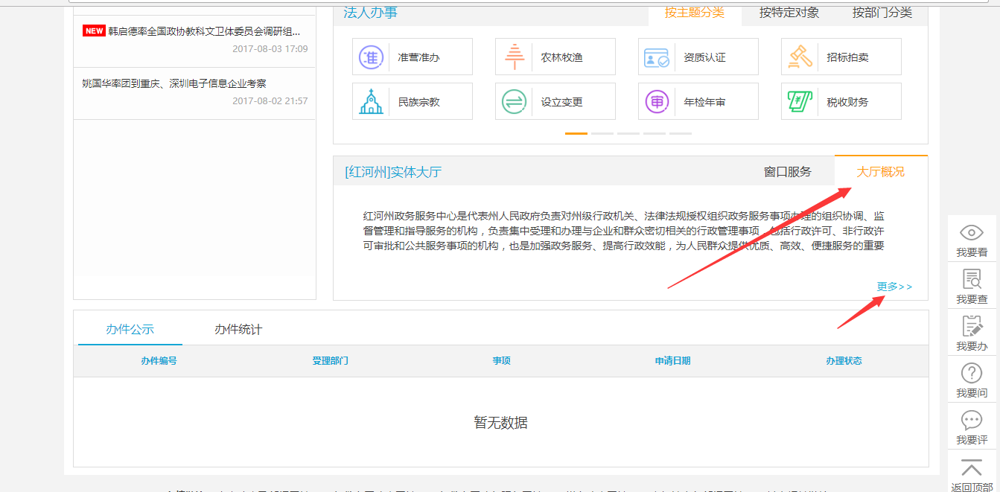 NEW 韩启德率全国政协教科文卫体委员会调研组...
2017-08-03 17:09
姚国华率团到重庆、深圳电子信息企业考察
2017-08-02 21:57
法人办事
按主题分类
按特定对象
按部门分类
准 准营准办
农林牧渔
资质认证
招标拍卖
民族宗教
设立变更
审 年检年审
¥ 税收财务
[红河州]实体大厅
窗口服务
大厅概况
红河州政务服务中心是代表州人民政府负责对州级行政机关、法律法规授权组织政务服务事项办理的组织协调、监
督管理和指导服务的机构，负责集中受理和办理与企业和群众密切相关的行政管理事项，包括行政许可、非行政许
可审批和公共服务事项的机构，也是加强政务服务、提高行政效能，为人民群众提供优质、高效、便捷服务的重要
更多>>
办件公示
办件统计
办件编号
受理部门
事项
申请日期
办理状态
暂无数据
我要看
我要查
我要办
我要问
我要评
返回顶部